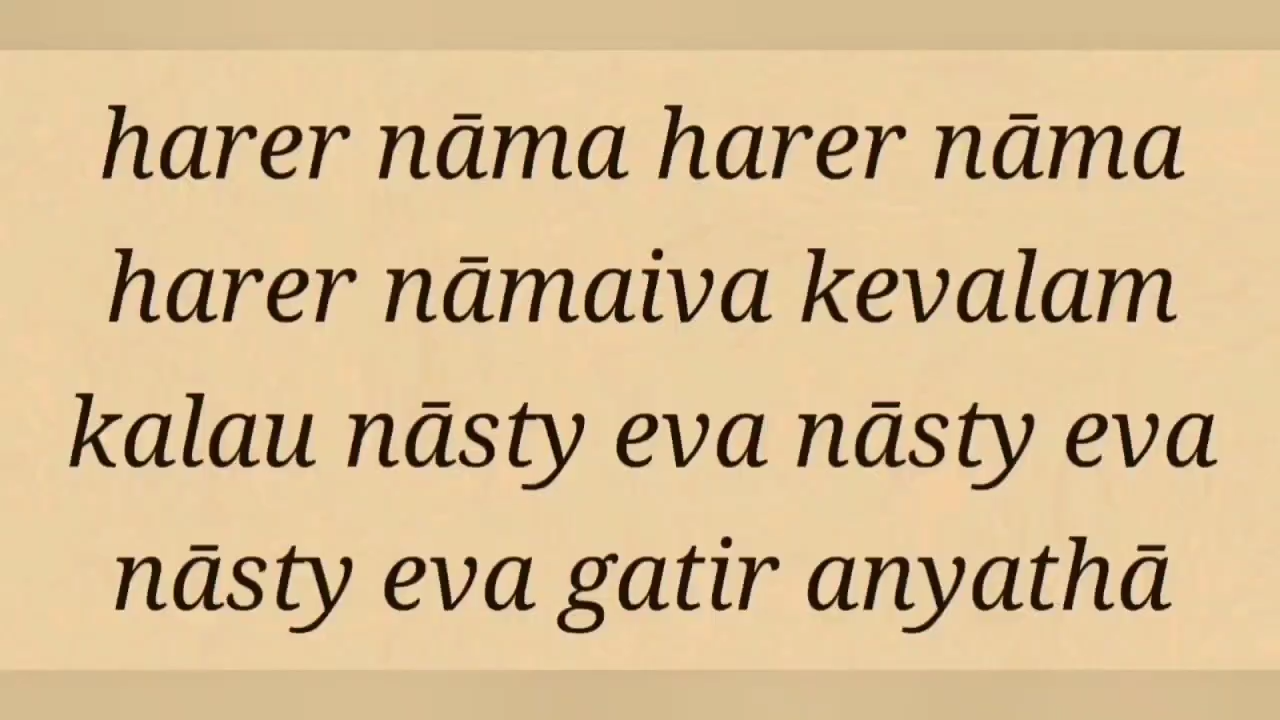 harer nāma harer nāma
harer nāmaiva kevalam
kalau nāsty eva nāsty eva
nāsty eva gatir anyathā